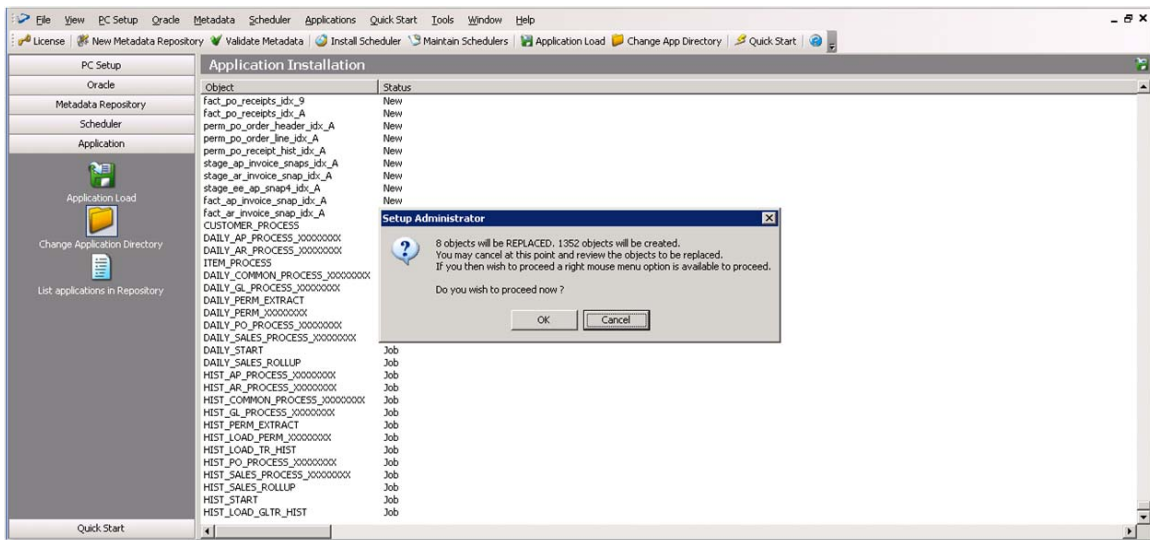 File View PC Setup Oracle Metadata Scheduler Applications Quick Start Tools Window Help
License New Metadata Repository Validate Metadata Install Scheduler Maintain Schedulers Application Load Change App Directory Quick Start
PC Setup
Oracle
Metadata Repository
Scheduler
Application
Application Load
Change Application Directory
List applications in Repository
Quick Start
Application Installation
Object Status
fact_po_receipts_idx_9 New
fact_po_receipts_idx_A New
perm_po_order_header_idx_A New
perm_po_order_line_idx_A New
perm_po_receipt_hist_idx_A New
stage_ap_invoice_snaps_idx_A New
stage_ar_invoice_snap_idx_A New
stage_ee_ap_snap4_idx_A New
fact_ap_invoice_snap_idx_A New
fact_ar_invoice_snap_idx_A
CUSTOMER_PROCESS
DAILY_AP_PROCESS_XXXXXXXX
DAILY_AR_PROCESS_XXXXXXXX
ITEM_PROCESS
DAILY_COMMON_PROCESS_XXXXXXXX
DAILY_GL_PROCESS_XXXXXXXX
DAILY_PERM_EXTRACT
DAILY_PERM_XXXXXXXX
DAILY_PO_PROCESS_XXXXXXXX
DAILY_SALES_PROCESS_XXXXXXXX
DAILY_START Job
DAILY_SALES_ROLLUP Job
HIST_AP_PROCESS_XXXXXXXX Job
HIST_AR_PROCESS_XXXXXXXX Job
HIST_COMMON_PROCESS_XXXXXXXX Job
HIST_GL_PROCESS_XXXXXXXX Job
HIST_PERM_EXTRACT Job
HIST_LOAD_PERM_XXXXXXXX Job
HIST_LOAD_TR_HIST Job
HIST_PO_PROCESS_XXXXXXXX Job
HIST_SALES_PROCESS_XXXXXXXX Job
HIST_SALES_ROLLUP Job
HIST_START Job
HIST_LOAD_GLTR_HIST Job
Setup Administrator
8 objects will be REPLACED. 1352 objects will be created.
You may cancel at this point and review the objects to be replaced.
If you then wish to proceed a right mouse menu option is available to proceed.
Do you wish to proceed now ?
OK Cancel